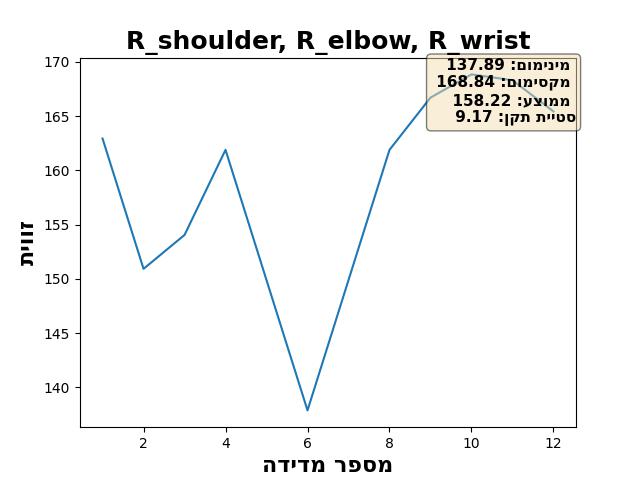 R_shoulder, R_elbow, R_wrist
מינימום: 137.89
מקסימום: 168.84
ממוצע: 158.22
סטיית תקן: 9.17
170
165
160
155
150
145
140
זווית
2 4 6 8 10 12
מספר מדידה